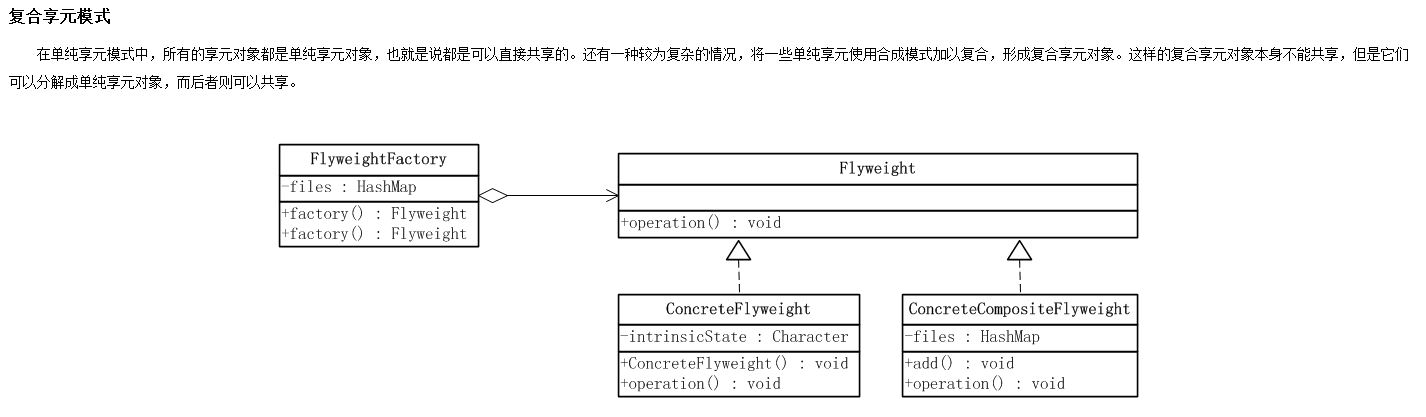 复合享元模式
在单纯享元模式中，所有的享元对象都是单纯享元对象，也就是说都是可以直接共享的。还有一种较为复杂的情况，将一些单纯享元使用合成模式加以复合，形成复合享元对象。这样的复合享元对象本身不能共享，但是它们
可以分解成单纯享元对象，而后者则可以共享。
FlyweightFactory
-files : HashMap
+factory() : Flyweight
+factory() : Flyweight
Flyweight
+operation() : void
ConcreteFlyweight
-intrinsicState : Character
+ConcreteFlyweight() : void
+operation() : void
ConcreteCompositeFlyweight
-files : HashMap
+add() : void
+operation() : void